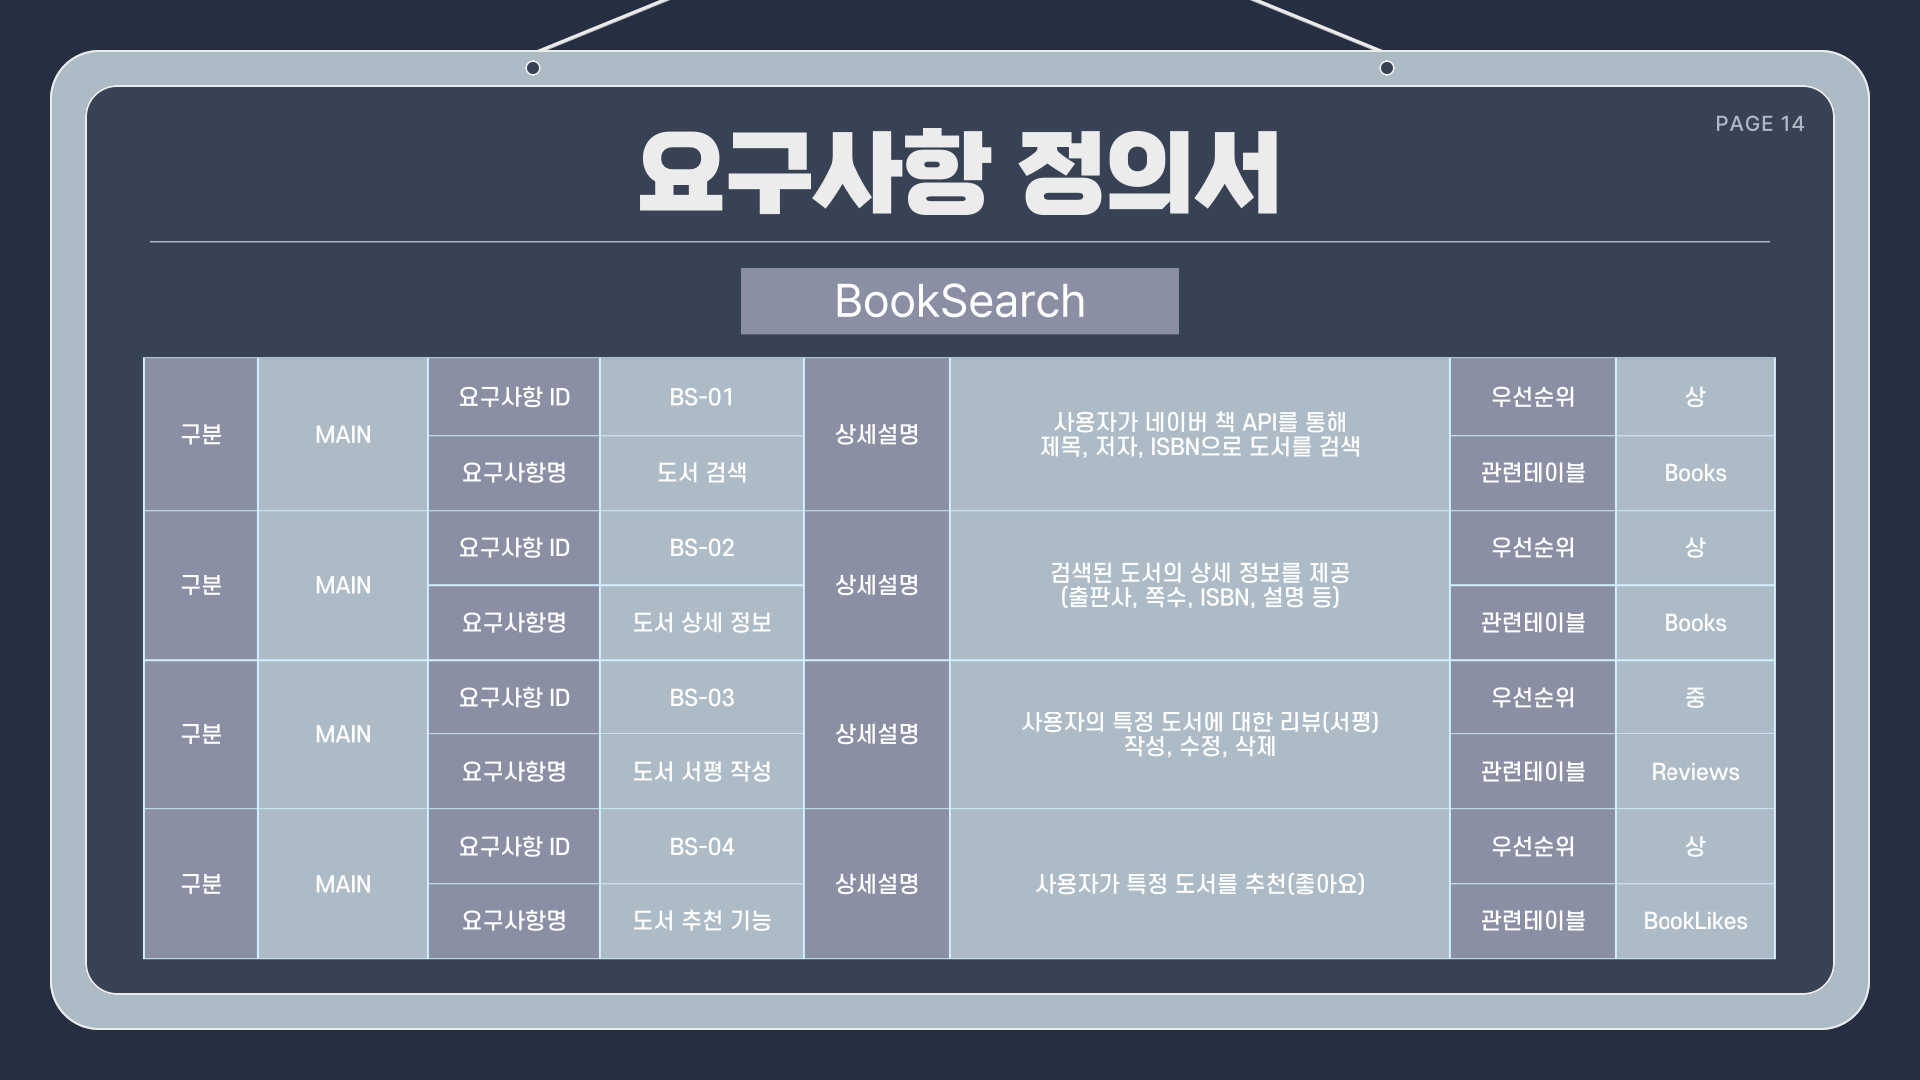 PAGE 14
요구사항 정의서
BookSearch
구분
MAIN
요구사항 ID
BS-01
요구사항명
도서 검색
상세설명
사용자가 네이버 책 API를 통해
제목, 저자, ISBN으로 도서를 검색
우선순위
상
관련테이블
Books
구분
MAIN
요구사항 ID
BS-02
요구사항명
도서 상세 정보
상세설명
검색된 도서의 상세 정보를 제공
(출판사, 쪽수, ISBN, 설명 등)
우선순위
상
관련테이블
Books
구분
MAIN
요구사항 ID
BS-03
요구사항명
도서 서평 작성
상세설명
사용자의 특정 도서에 대한 리뷰(서평)
작성, 수정, 삭제
우선순위
중
관련테이블
Reviews
구분
MAIN
요구사항 ID
BS-04
요구사항명
도서 추천 기능
상세설명
사용자가 특정 도서를 추천(좋아요)
우선순위
상
관련테이블
BookLikes